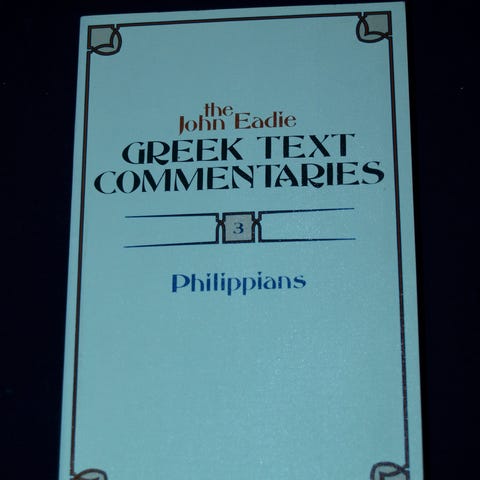 the
John Eadie
GREEK TEXT
COMMENTARIES
3
Philippians